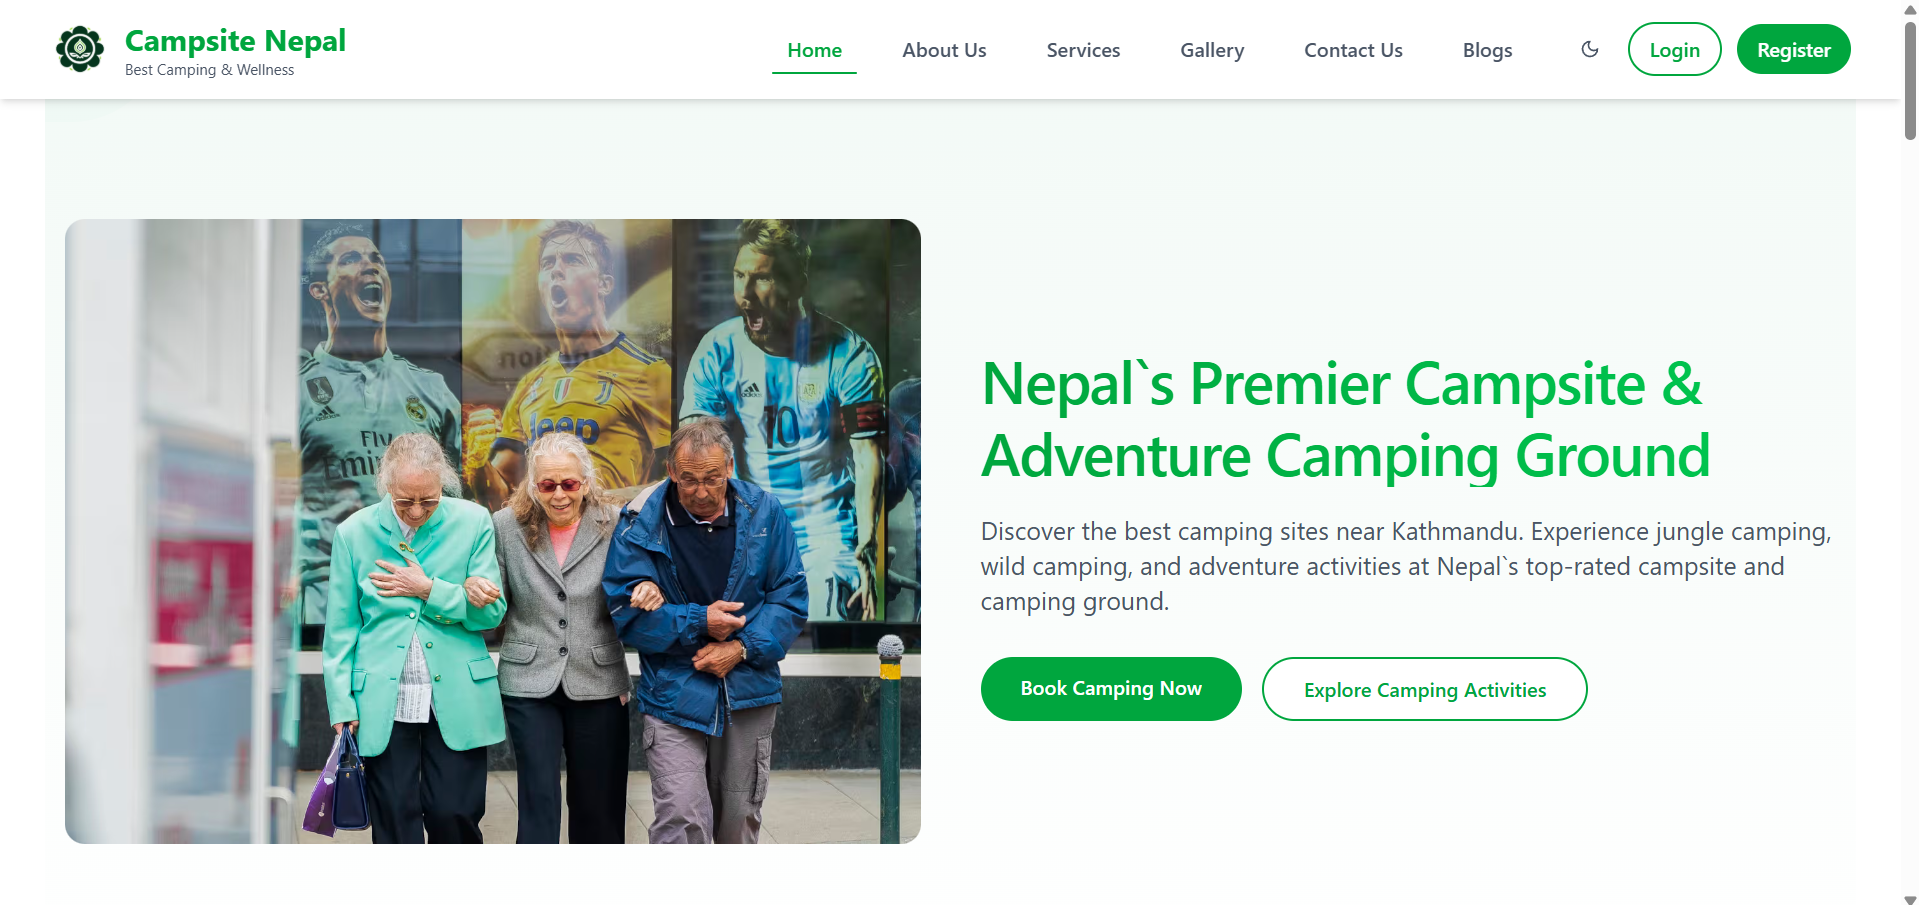 Campsite Nepal
Best Camping & Wellness
Home
About Us
Services
Gallery
Contact Us
Blogs
Login
Register
Fly
Emir
Jeep
10
adidas
Nepal`s Premier Campsite &
Adventure Camping Ground
Discover the best camping sites near Kathmandu. Experience jungle camping,
wild camping, and adventure activities at Nepal`s top-rated campsite and
camping ground.
Book Camping Now
Explore Camping Activities